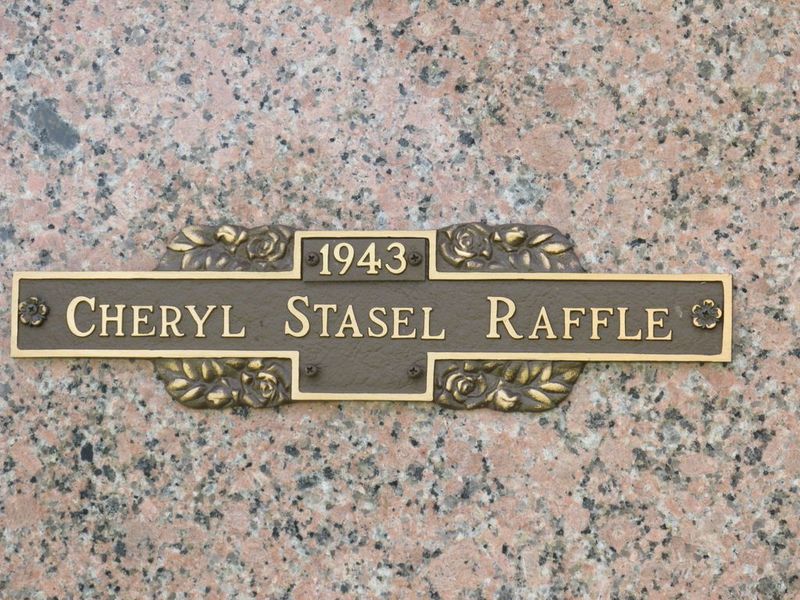 1943
CHERYL STASEL RAFFLE